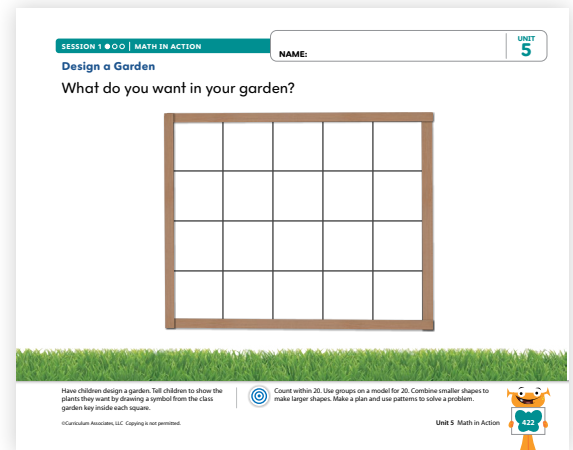 SESSION 1 ●○○ | MATH IN ACTION
NAME:
UNIT
5
Design a Garden
What do you want in your garden?
Have children design a garden. Tell children to show the
plants they want by drawing a symbol from the class
garden key inside each square.
Count within 20. Use groups on a model for 20. Combine smaller shapes to
make larger shapes. Make a plan and use patterns to solve a problem.
©Curriculum Associates, LLC Copying is not permitted.
Unit 5 Math in Action
422